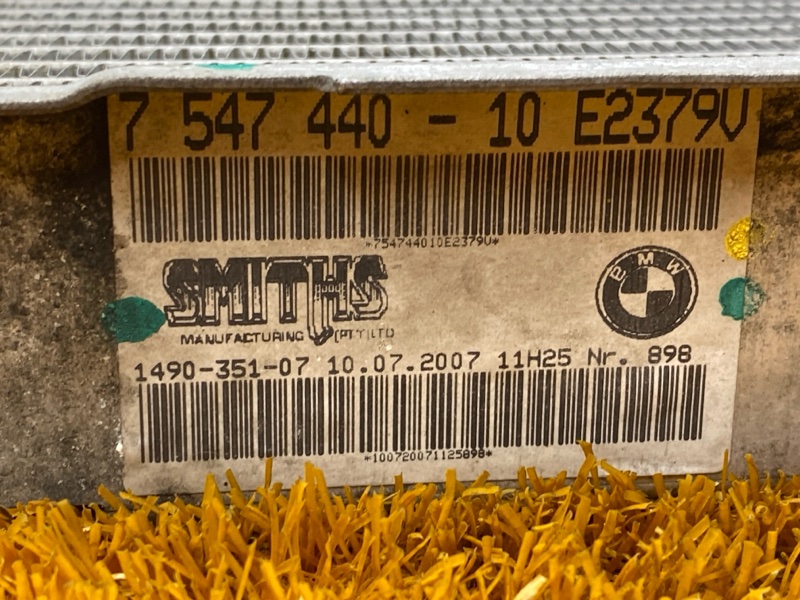 7 547 440 - 10 E2379V
*754744010E2379V*
SMITHS
MANUFACTURING (PTY)LTD
BMW
1490-351-07 10.07.2007 11H25 Nr. 898
*100720071125898*